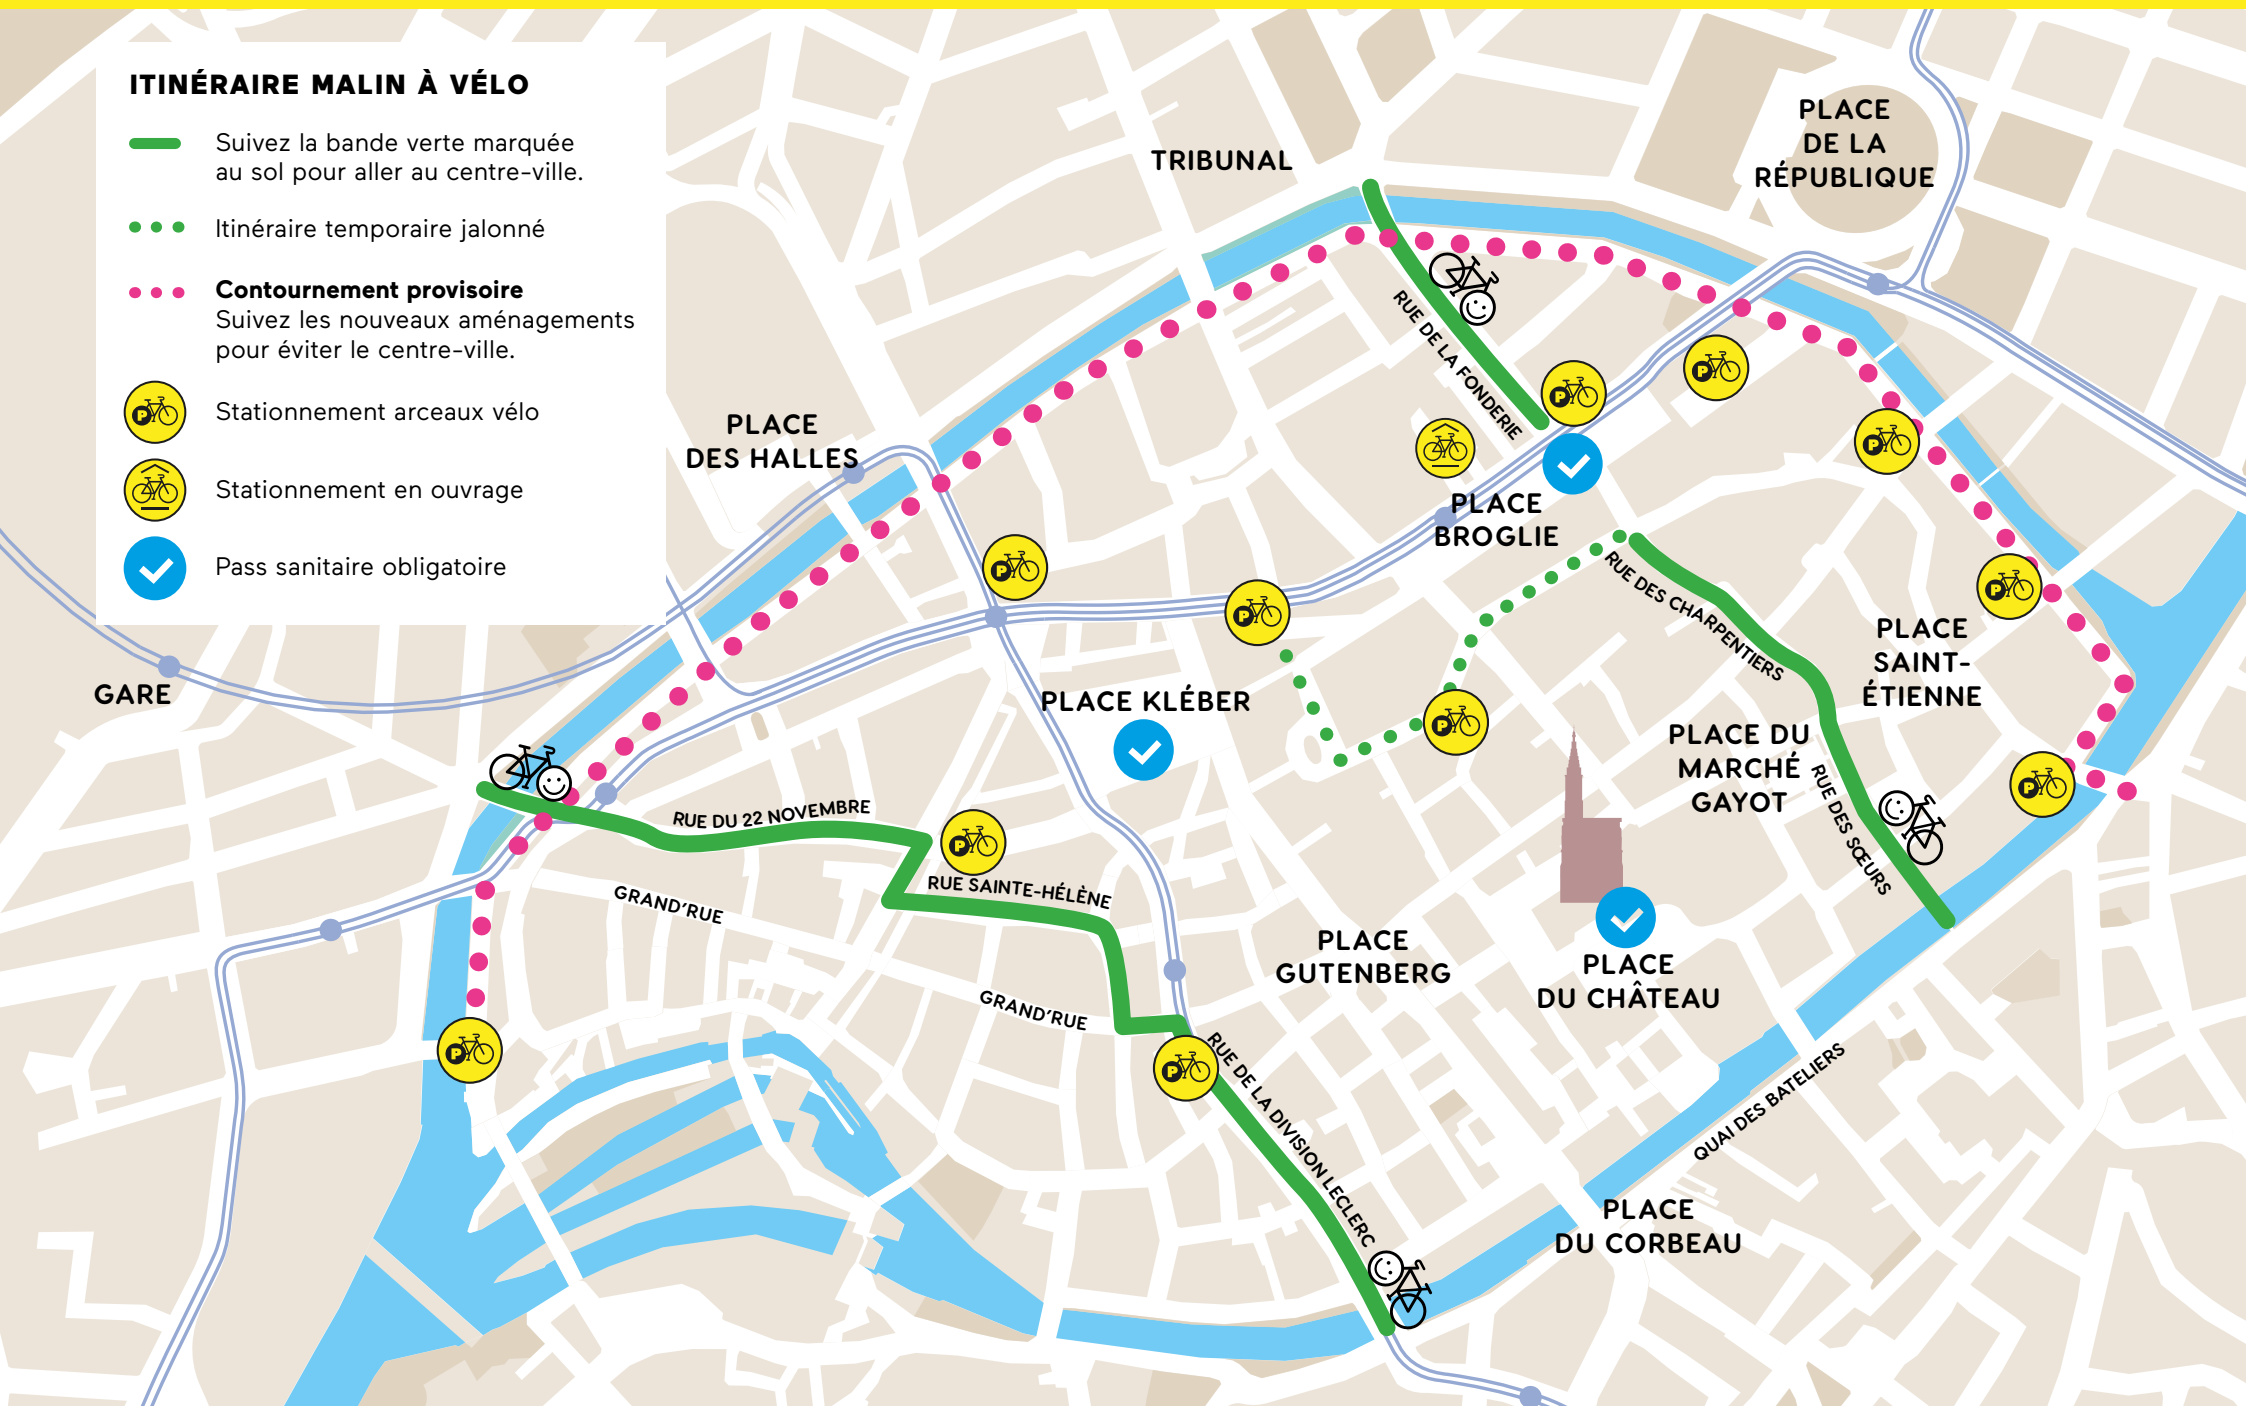 ITINÉRAIRE MALIN À VÉLO
Suivez la bande verte marquée
au sol pour aller au centre-ville.
Itinéraire temporaire jalonné
Contournement provisoire
Suivez les nouveaux aménagements
pour éviter le centre-ville.
P
Stationnement arceaux vélo
Stationnement en ouvrage
Pass sanitaire obligatoire
TRIBUNAL
PLACE
DE LA
RÉPUBLIQUE
RUE DE LA FONDERIE
P
P
PLACE
DES HALLES
P
PLACE
BROGLIE
P
P
RUE DES CHARPENTIERS
P
PLACE
SAINT-
ÉTIENNE
GARE
PLACE KLÉBER
P
PLACE DU
MARCHÉ
GAYOT
RUE DES SŒURS
P
RUE DU 22 NOVEMBRE
P
RUE SAINTE-HÉLÈNE
GRAND'RUE
PLACE
GUTENBERG
PLACE
DU CHÂTEAU
GRAND'RUE
P
P
RUE DE LA DIVISION LECLERC
QUAI DES BATELIERS
PLACE
DU CORBEAU